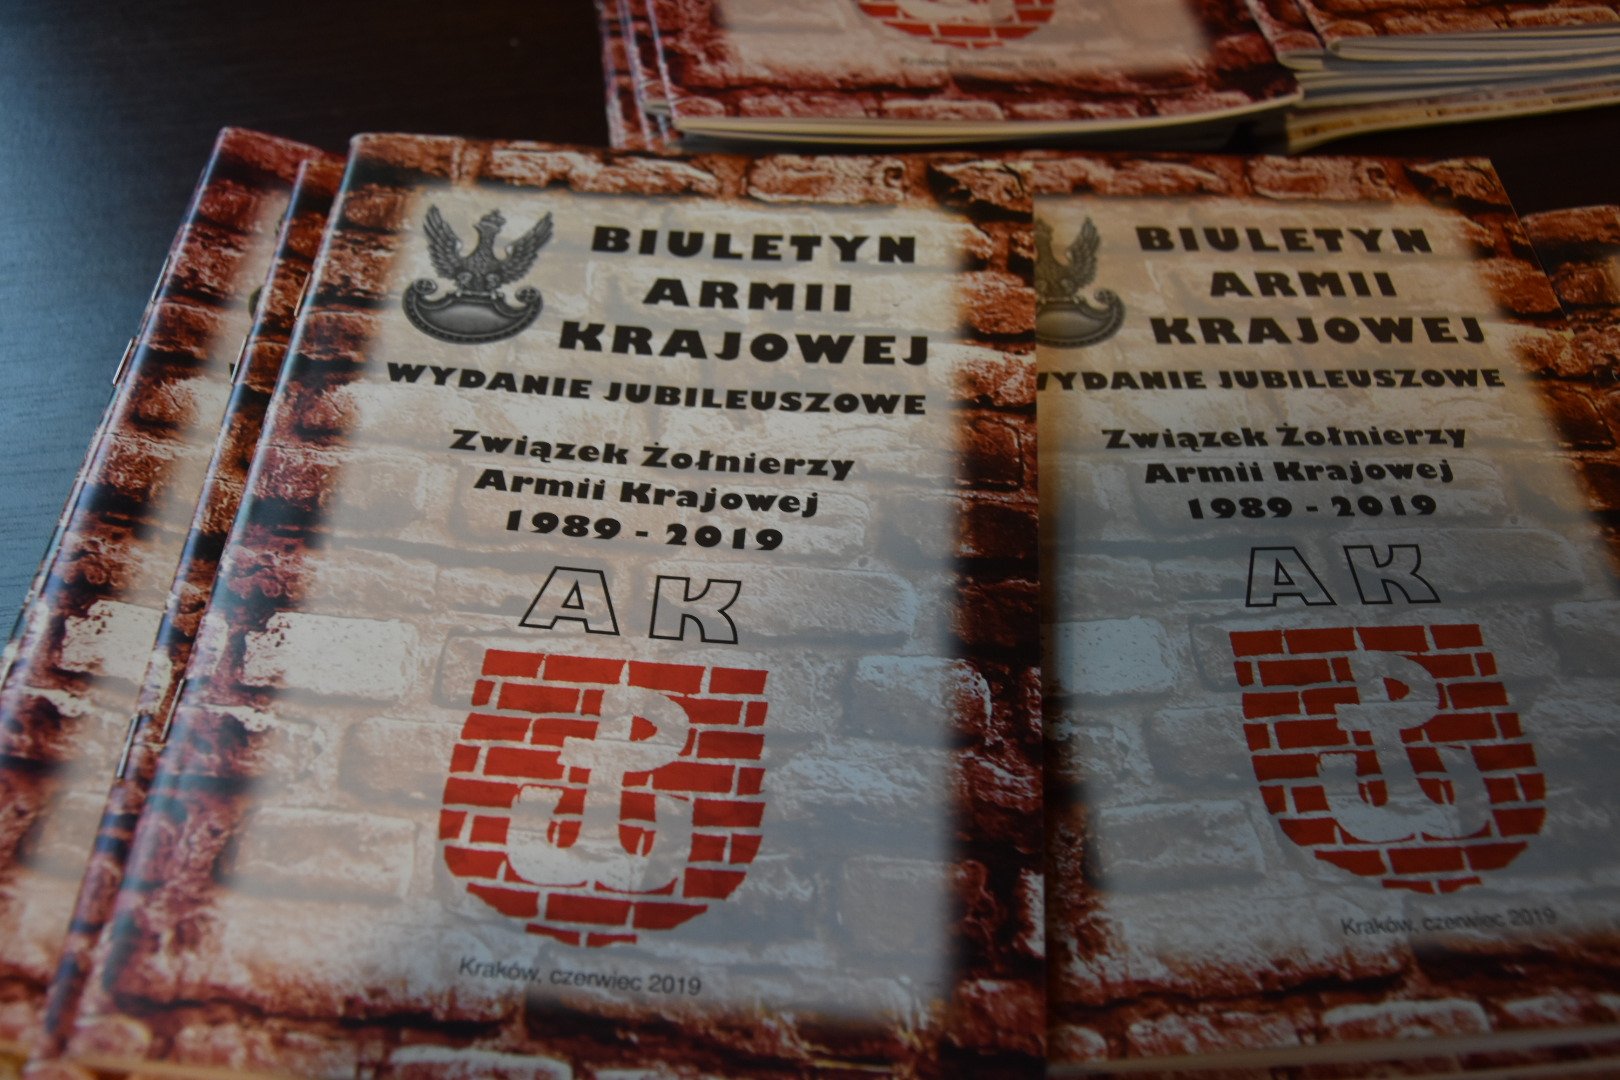 BIULETYN
ARMII
KRAJOWEJ
WYDANIE JUBILEUSZOWE
Związek Żołnierzy
Armii Krajowej
1989 - 2019
AK
Kraków, czerwiec 2019
BIULETYN
ARMII
KRAJOWEJ
WYDANIE JUBILEUSZOWE
Związek Żołnierzy
Armii Krajowej
1989 - 2019
AK
Kraków, czerwiec 2019